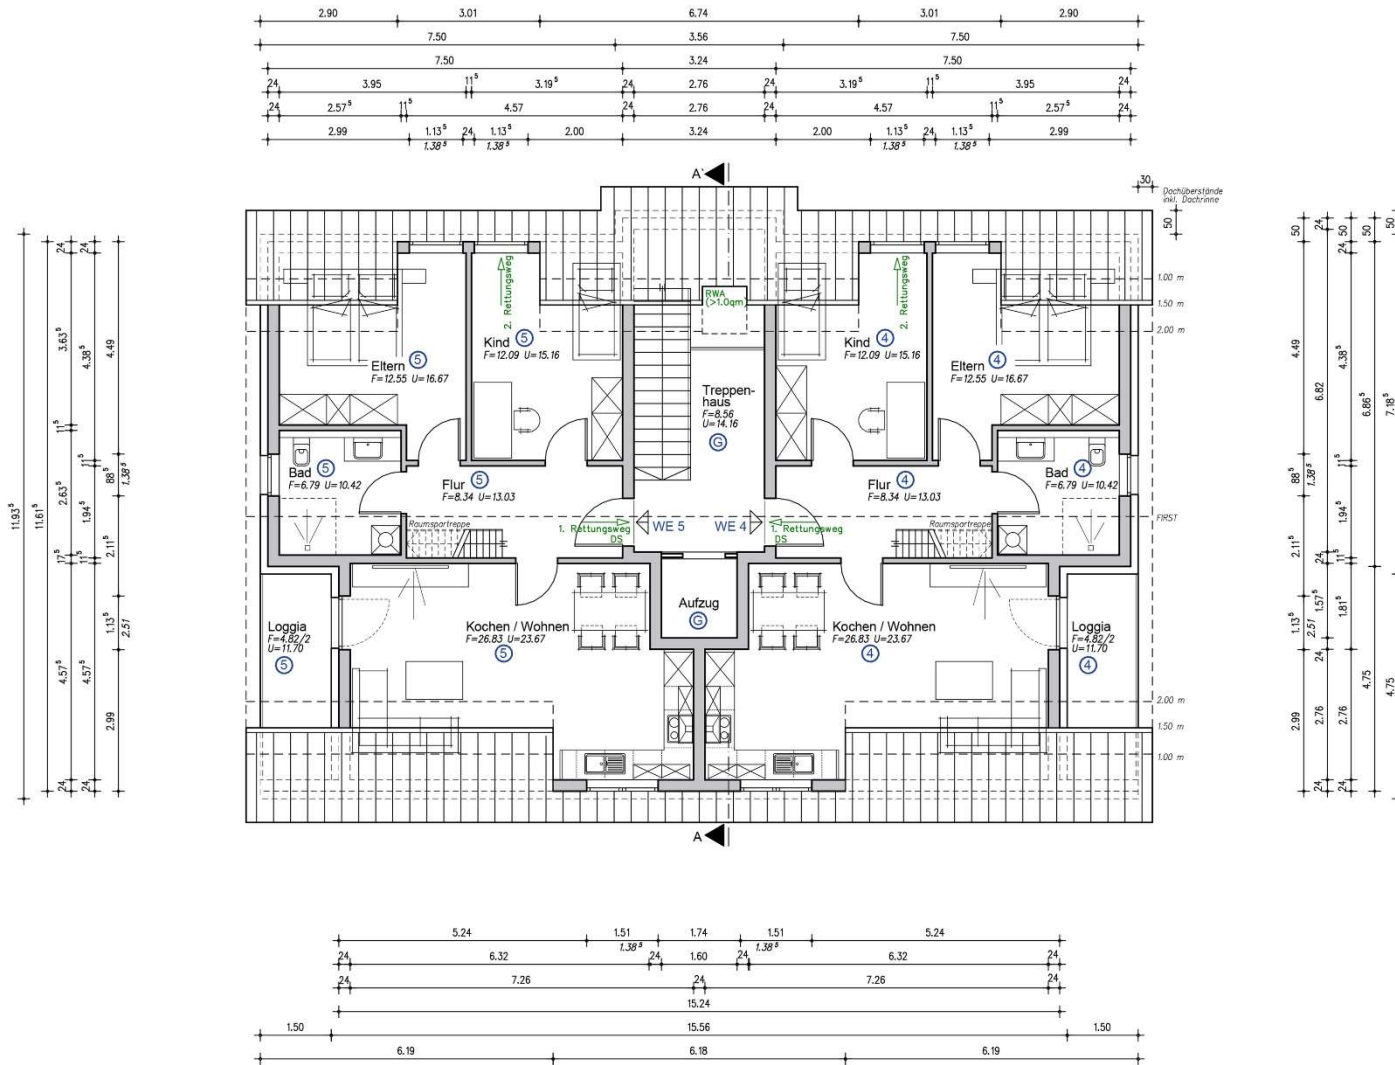 2.90 3.01 6.74 3.01 2.90
7.50 3.56 7.50
7.50 3.24 7.50
24 3.95 11⁵ 3.19⁵ 24 2.76 24 3.19⁵ 11⁵ 3.95 24
24 2.57⁵ 11⁵ 4.57 24 2.76 24 4.57 11⁵ 2.57⁵ 24
2.99 1.13⁵ 24 1.13⁵ 2.00 3.24 2.00 1.13⁵ 24 1.13⁵ 2.99
1.38⁵ 1.38⁵ 1.38⁵ 1.38⁵
A'
30
Dachüberstände
inkl. Dachrinne
50
1.00 m
1.50 m
2.00 m
FIRST
2.00 m
1.50 m
1.00 m
2. Rettungsweg
RWA
(>1.0qm)
2. Rettungsweg
Eltern 5
F=12.55 U=16.67
Kind 5
F=12.09 U=15.16
Treppen-
haus
F=8.56
U=14.16
G
Kind 4
F=12.09 U=15.16
Eltern 4
F=12.55 U=16.67
Bad 5
F=6.79 U=10.42
Flur 5
F=8.34 U=13.03
Flur 4
F=8.34 U=13.03
Bad 4
F=6.79 U=10.42
Raumspartreppe
1. Rettungsweg
DS
WE 5
WE 4
1. Rettungsweg
DS
Raumspartreppe
Loggia
F=4.82/2
U=11.70
5
Kochen / Wohnen
F=26.83 U=23.67
5
Aufzug
G
Kochen / Wohnen
F=26.83 U=23.67
4
Loggia
F=4.82/2
U=11.70
4
A
11.93⁵
11.61⁵
24 3.63⁵ 11⁵ 2.63⁵ 17⁵ 4.57⁵ 24
24 4.38⁵ 11⁵ 1.94⁵ 11⁵ 4.57⁵ 24
4.49 88⁵ 2.11⁵ 1.13⁵ 2.99
1.38⁵ 2.51
50 4.49 88⁵ 2.11⁵ 1.13⁵ 2.99
1.38⁵ 2.51
24 6.82 24 1.57⁵ 24 2.76 24
50 24 4.38⁵ 11⁵ 1.94⁵ 11⁵ 1.81⁵ 24 2.76 24
50 6.86⁵ 4.75
50 7.18⁵ 4.75
5.24 1.51 1.74 1.51 5.24
1.38⁵ 1.38⁵
24 6.32 24 1.60 24 6.32 24
24 7.26 24 7.26 24
15.24
1.50 15.56 1.50
6.19 6.18 6.19